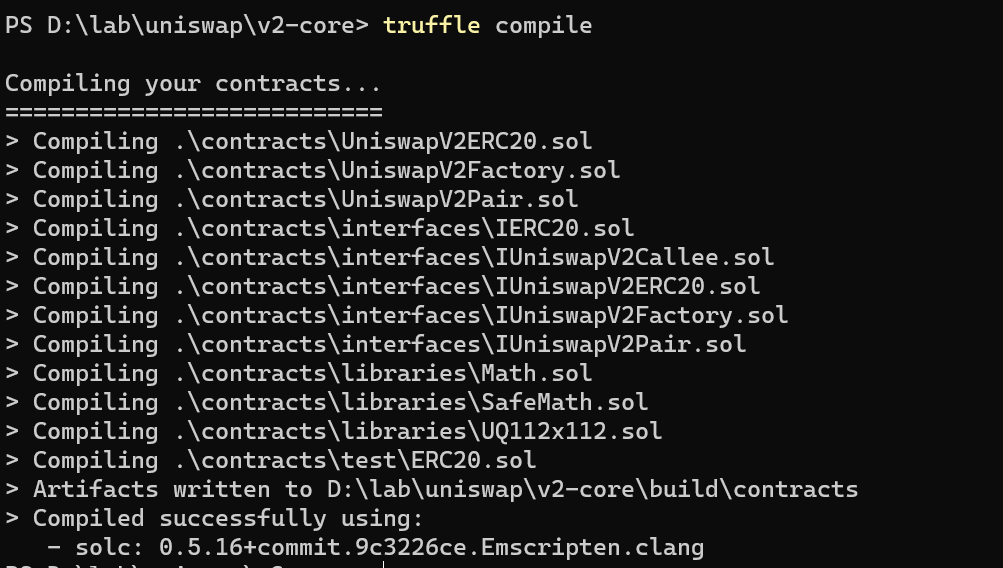 PS D:\lab\uniswap\v2-core> truffle compile
Compiling your contracts...
===========================
> Compiling .\contracts\UniswapV2ERC20.sol
> Compiling .\contracts\UniswapV2Factory.sol
> Compiling .\contracts\UniswapV2Pair.sol
> Compiling .\contracts\interfaces\IERC20.sol
> Compiling .\contracts\interfaces\IUniswapV2Callee.sol
> Compiling .\contracts\interfaces\IUniswapV2ERC20.sol
> Compiling .\contracts\interfaces\IUniswapV2Factory.sol
> Compiling .\contracts\interfaces\IUniswapV2Pair.sol
> Compiling .\contracts\libraries\Math.sol
> Compiling .\contracts\libraries\SafeMath.sol
> Compiling .\contracts\libraries\UQ112x112.sol
> Compiling .\contracts\test\ERC20.sol
> Artifacts written to D:\lab\uniswap\v2-core\build\contracts
> Compiled successfully using:
   - solc: 0.5.16+commit.9c3226ce.Emscripten.clang